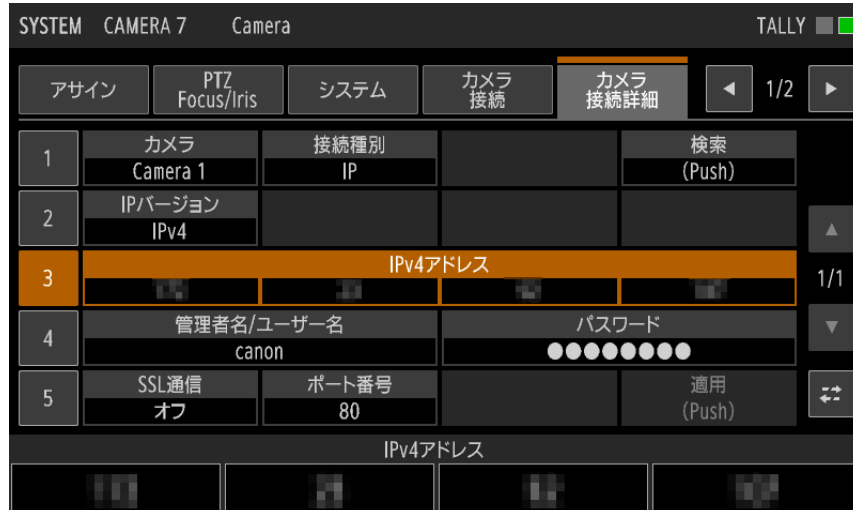 SYSTEM CAMERA 7 Camera TALLY
アサイン
PTZ
Focus/Iris
システム
カメラ
接続
カメラ
接続詳細
◀ 1/2 ▶
1
カメラ
Camera 1
接続種別
IP
検索
(Push)
2
IPバージョン
IPv4
▲
3
IPv4アドレス
1/1
4
管理者名/ユーザー名
canon
パスワード
●●●●●●●●
▼
5
SSL通信
オフ
ポート番号
80
適用
(Push)
IPv4アドレス